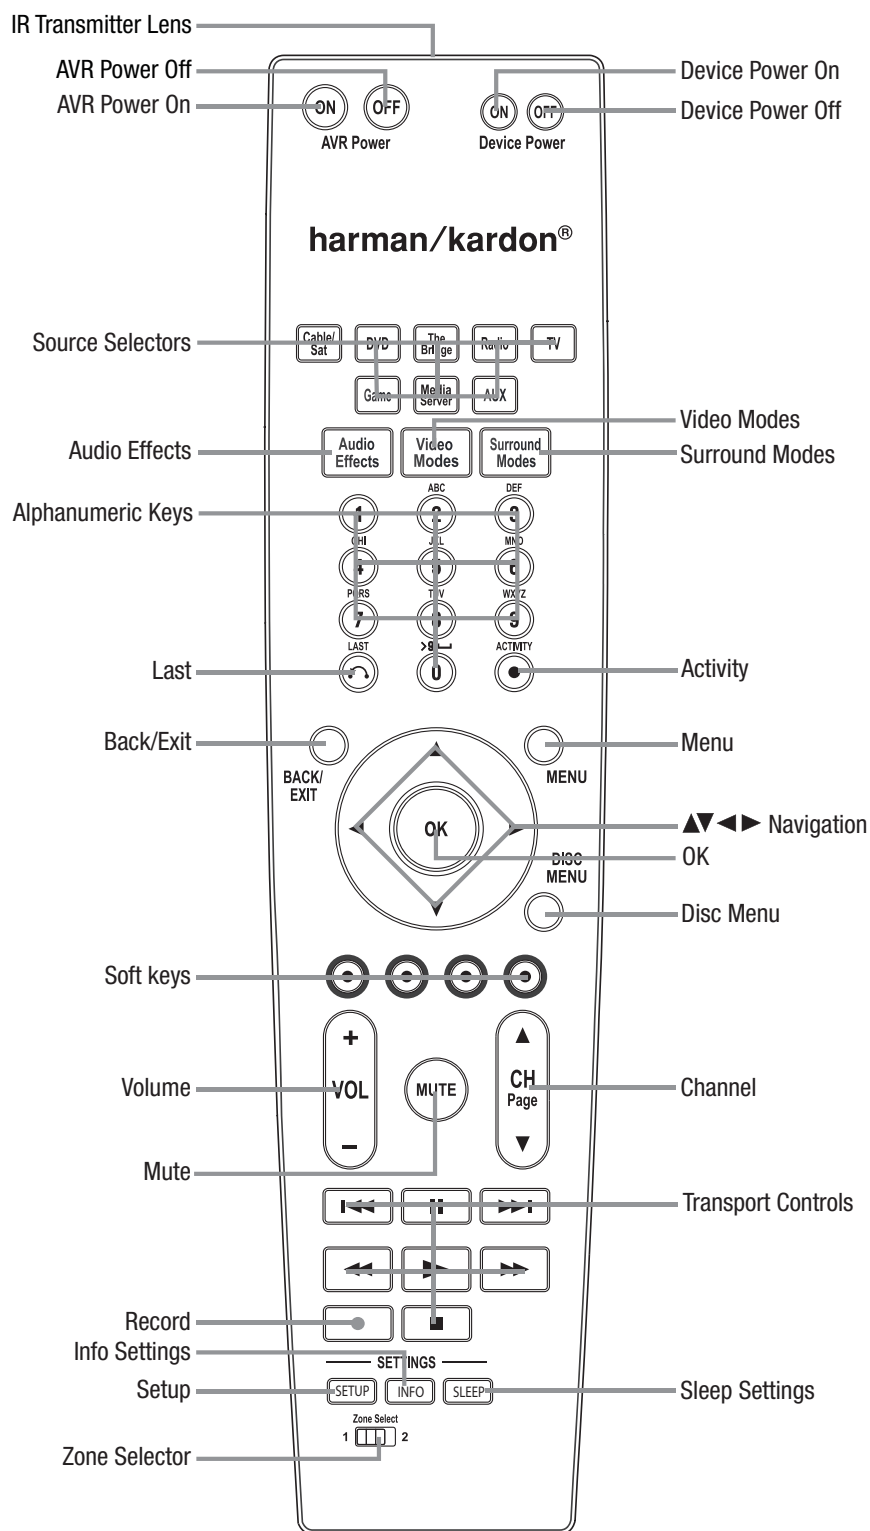 IR Transmitter Lens
AVR Power Off
AVR Power On
Device Power On
Device Power Off
ON
OFF
ON
OFF
AVR Power
Device Power
harman/kardon®
Source Selectors
Cable/
Sat
DVD
The
Bridge
Radio
TV
Game
Media
Server
AUX
Video Modes
Audio Effects
Surround Modes
Audio
Effects
Video
Modes
Surround
Modes
Alphanumeric Keys
ABC
DEF
1
2
3
GHI
JKL
MNO
4
5
6
PQRS
TUV
WXYZ
7
8
9
LAST
>9
ACTIVITY
0
Last
Activity
Back/Exit
Menu
BACK/
EXIT
MENU
OK
▲▼◄► Navigation
OK
DISC
MENU
Disc Menu
Soft keys
+
VOL
–
MUTE
▲
CH
Page
▼
Volume
Channel
Mute
Transport Controls
Record
Info Settings
SETTINGS
Setup
SETUP
INFO
SLEEP
Sleep Settings
Zone Select
1
2
Zone Selector